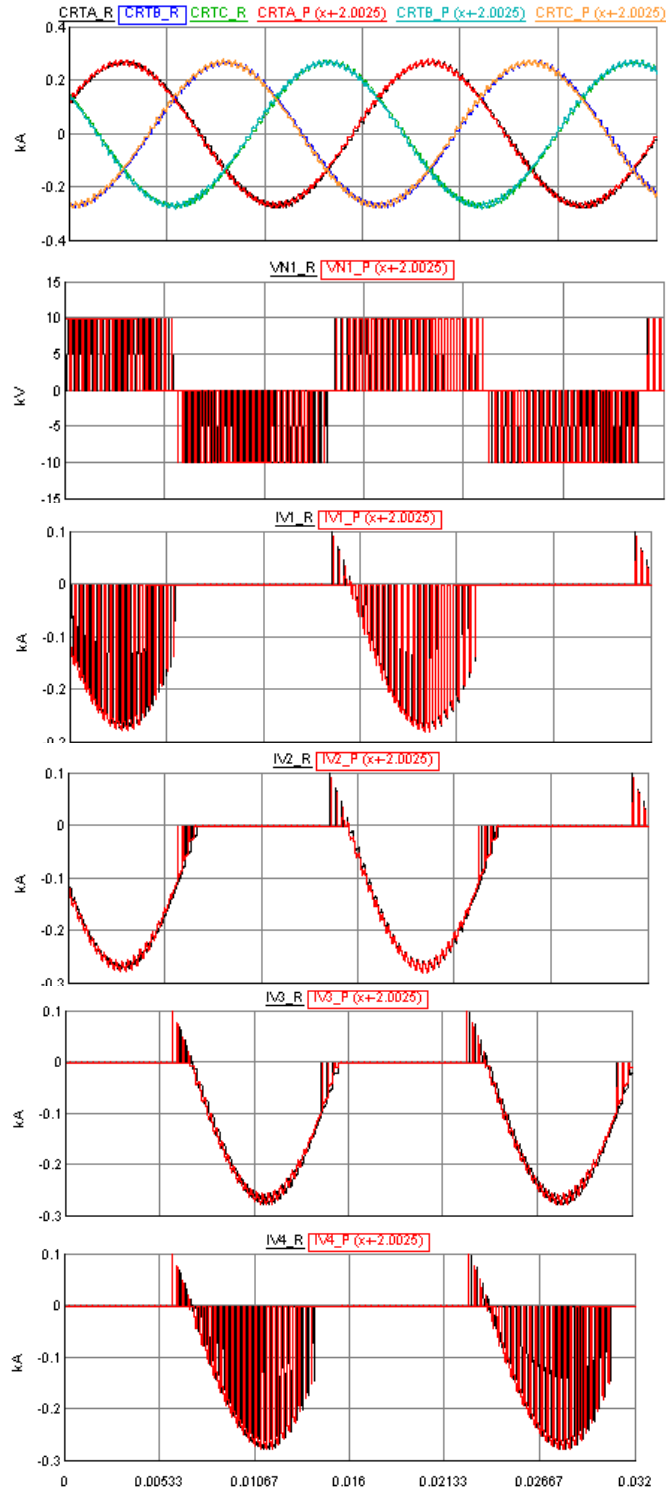 CRTA_R CRTB_R CRTC_R CRTA_P (x+-2.0025) CRTB_P (x+-2.0025) CRTC_P (x+-2.0025)
0.4
0.2
0
-0.2
-0.4
kA
VN1_R VN1_P (x+-2.0025)
15
10
5
0
-5
-10
-15
kV
IV1_R IV1_P (x+-2.0025)
0.1
0
-0.1
-0.2
kA
IV2_R IV2_P (x+-2.0025)
0.1
0
-0.1
-0.2
-0.3
kA
IV3_R IV3_P (x+-2.0025)
0.1
0
-0.1
-0.2
-0.3
kA
IV4_R IV4_P (x+-2.0025)
0.1
0
-0.1
-0.2
-0.3
kA
0 0.00533 0.01067 0.016 0.02133 0.02667 0.032